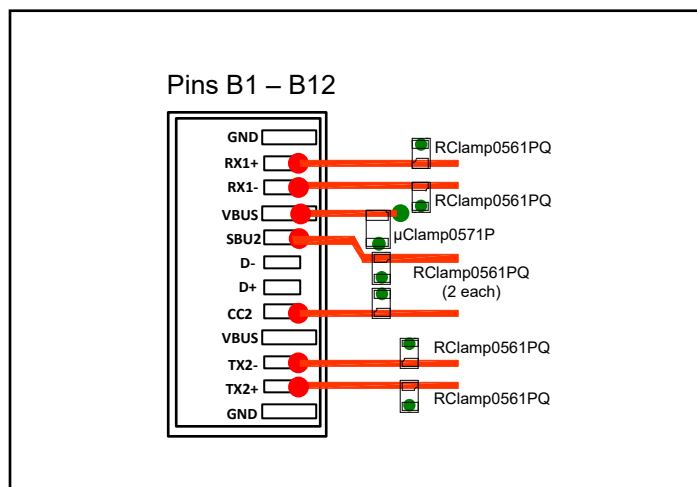 Pins B1 – B12
GND
RX1+
RX1-
VBUS
SBU2
D-
D+
CC2
VBUS
TX2-
TX2+
GND
RClamp0561PQ
RClamp0561PQ
µClamp0571P
RClamp0561PQ
(2 each)
RClamp0561PQ
RClamp0561PQ